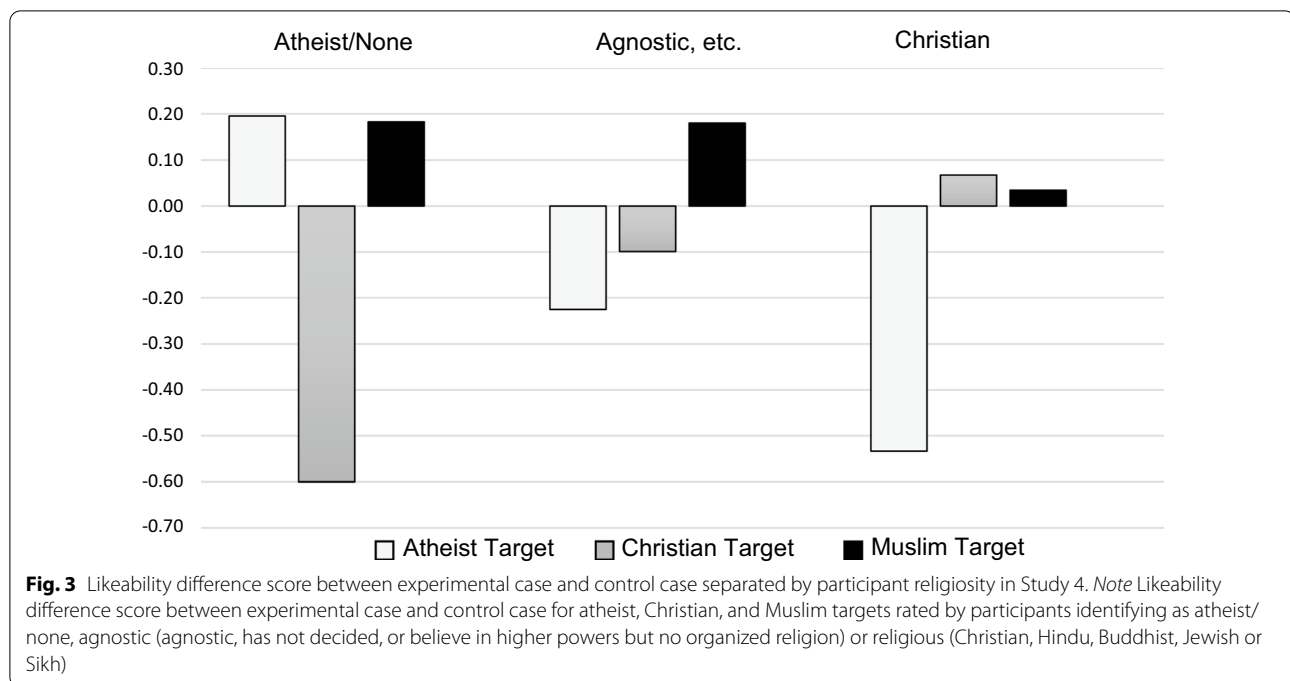 Atheist/None Agnostic, etc. Christian
0.30
0.20
0.10
0.00
-0.10
-0.20
-0.30
-0.40
-0.50
-0.60
-0.70
Atheist Target Christian Target Muslim Target
Fig. 3 Likeability difference score between experimental case and control case separated by participant religiosity in Study 4. Note Likeability
difference score between experimental case and control case for atheist, Christian, and Muslim targets rated by participants identifying as atheist/
none, agnostic (agnostic, has not decided, or believe in higher powers but no organized religion) or religious (Christian, Hindu, Buddhist, Jewish or
Sikh)